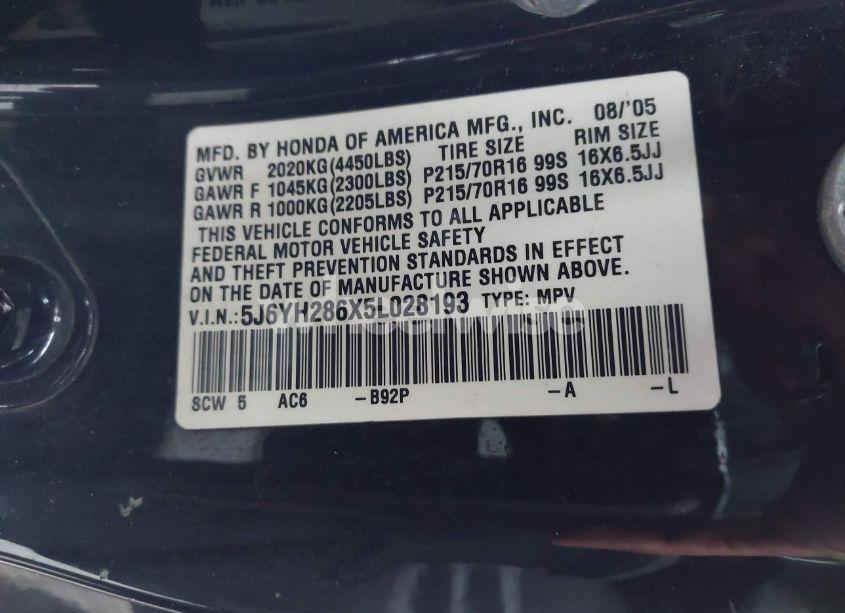 MFD. BY HONDA OF AMERICA MFG., INC. 08/'05
GVWR 2020KG(4450LBS) TIRE SIZE RIM SIZE
GAWR F 1045KG(2300LBS) P215/70R16 99S 16X6.5JJ
GAWR R 1000KG(2205LBS) P215/70R16 99S 16X6.5JJ
THIS VEHICLE CONFORMS TO ALL APPLICABLE
FEDERAL MOTOR VEHICLE SAFETY
AND THEFT PREVENTION STANDARDS IN EFFECT
ON THE DATE OF MANUFACTURE SHOWN ABOVE.
V.I.N.:5J6YH286X5L028193 TYPE: MPV
SCW 5 AC6 -B92P -A -L